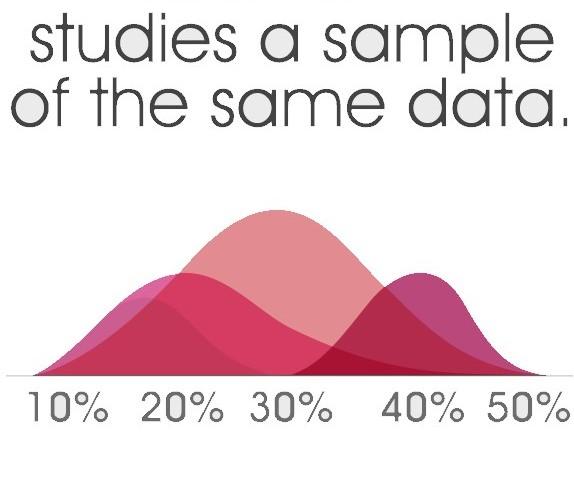 studies a sample
of the same data.
10% 20% 30% 40% 50%